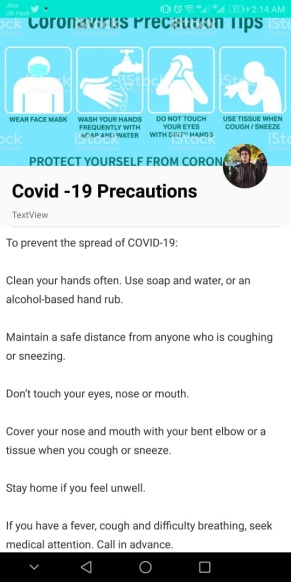 Jazz
Ufr Pack
2:14 AM
Coronavirus Precaution Tips
iStock
WEAR FACE MASK
WASH YOUR HANDS
FREQUENTLY WITH
SOAP AND WATER
DO NOT TOUCH
YOUR EYES
WITH DIRTY HANDS
USE TISSUE WHEN
COUGH / SNEEZE
PROTECT YOURSELF FROM CORON
Covid -19 Precautions
TextView
To prevent the spread of COVID-19:
Clean your hands often. Use soap and water, or an
alcohol-based hand rub.
Maintain a safe distance from anyone who is coughing
or sneezing.
Don’t touch your eyes, nose or mouth.
Cover your nose and mouth with your bent elbow or a
tissue when you cough or sneeze.
Stay home if you feel unwell.
If you have a fever, cough and difficulty breathing, seek
medical attention. Call in advance.